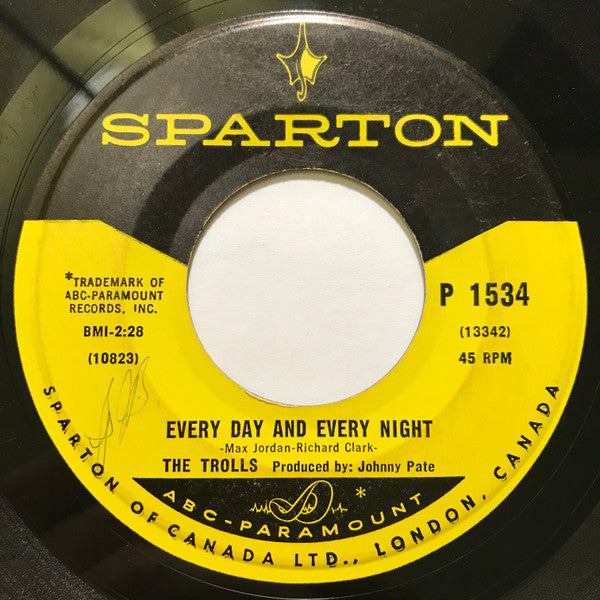 SPARTON
*TRADEMARK OF
ABC-PARAMOUNT
RECORDS, INC.
BMI-2:28
(10823)
P 1534
(13342)
45 RPM
EVERY DAY AND EVERY NIGHT
-Max Jordan-Richard Clark-
THE TROLLS Produced by: Johnny Pate
*
ABC-PARAMOUNT
SPARTON OF CANADA LTD., LONDON, CANADA